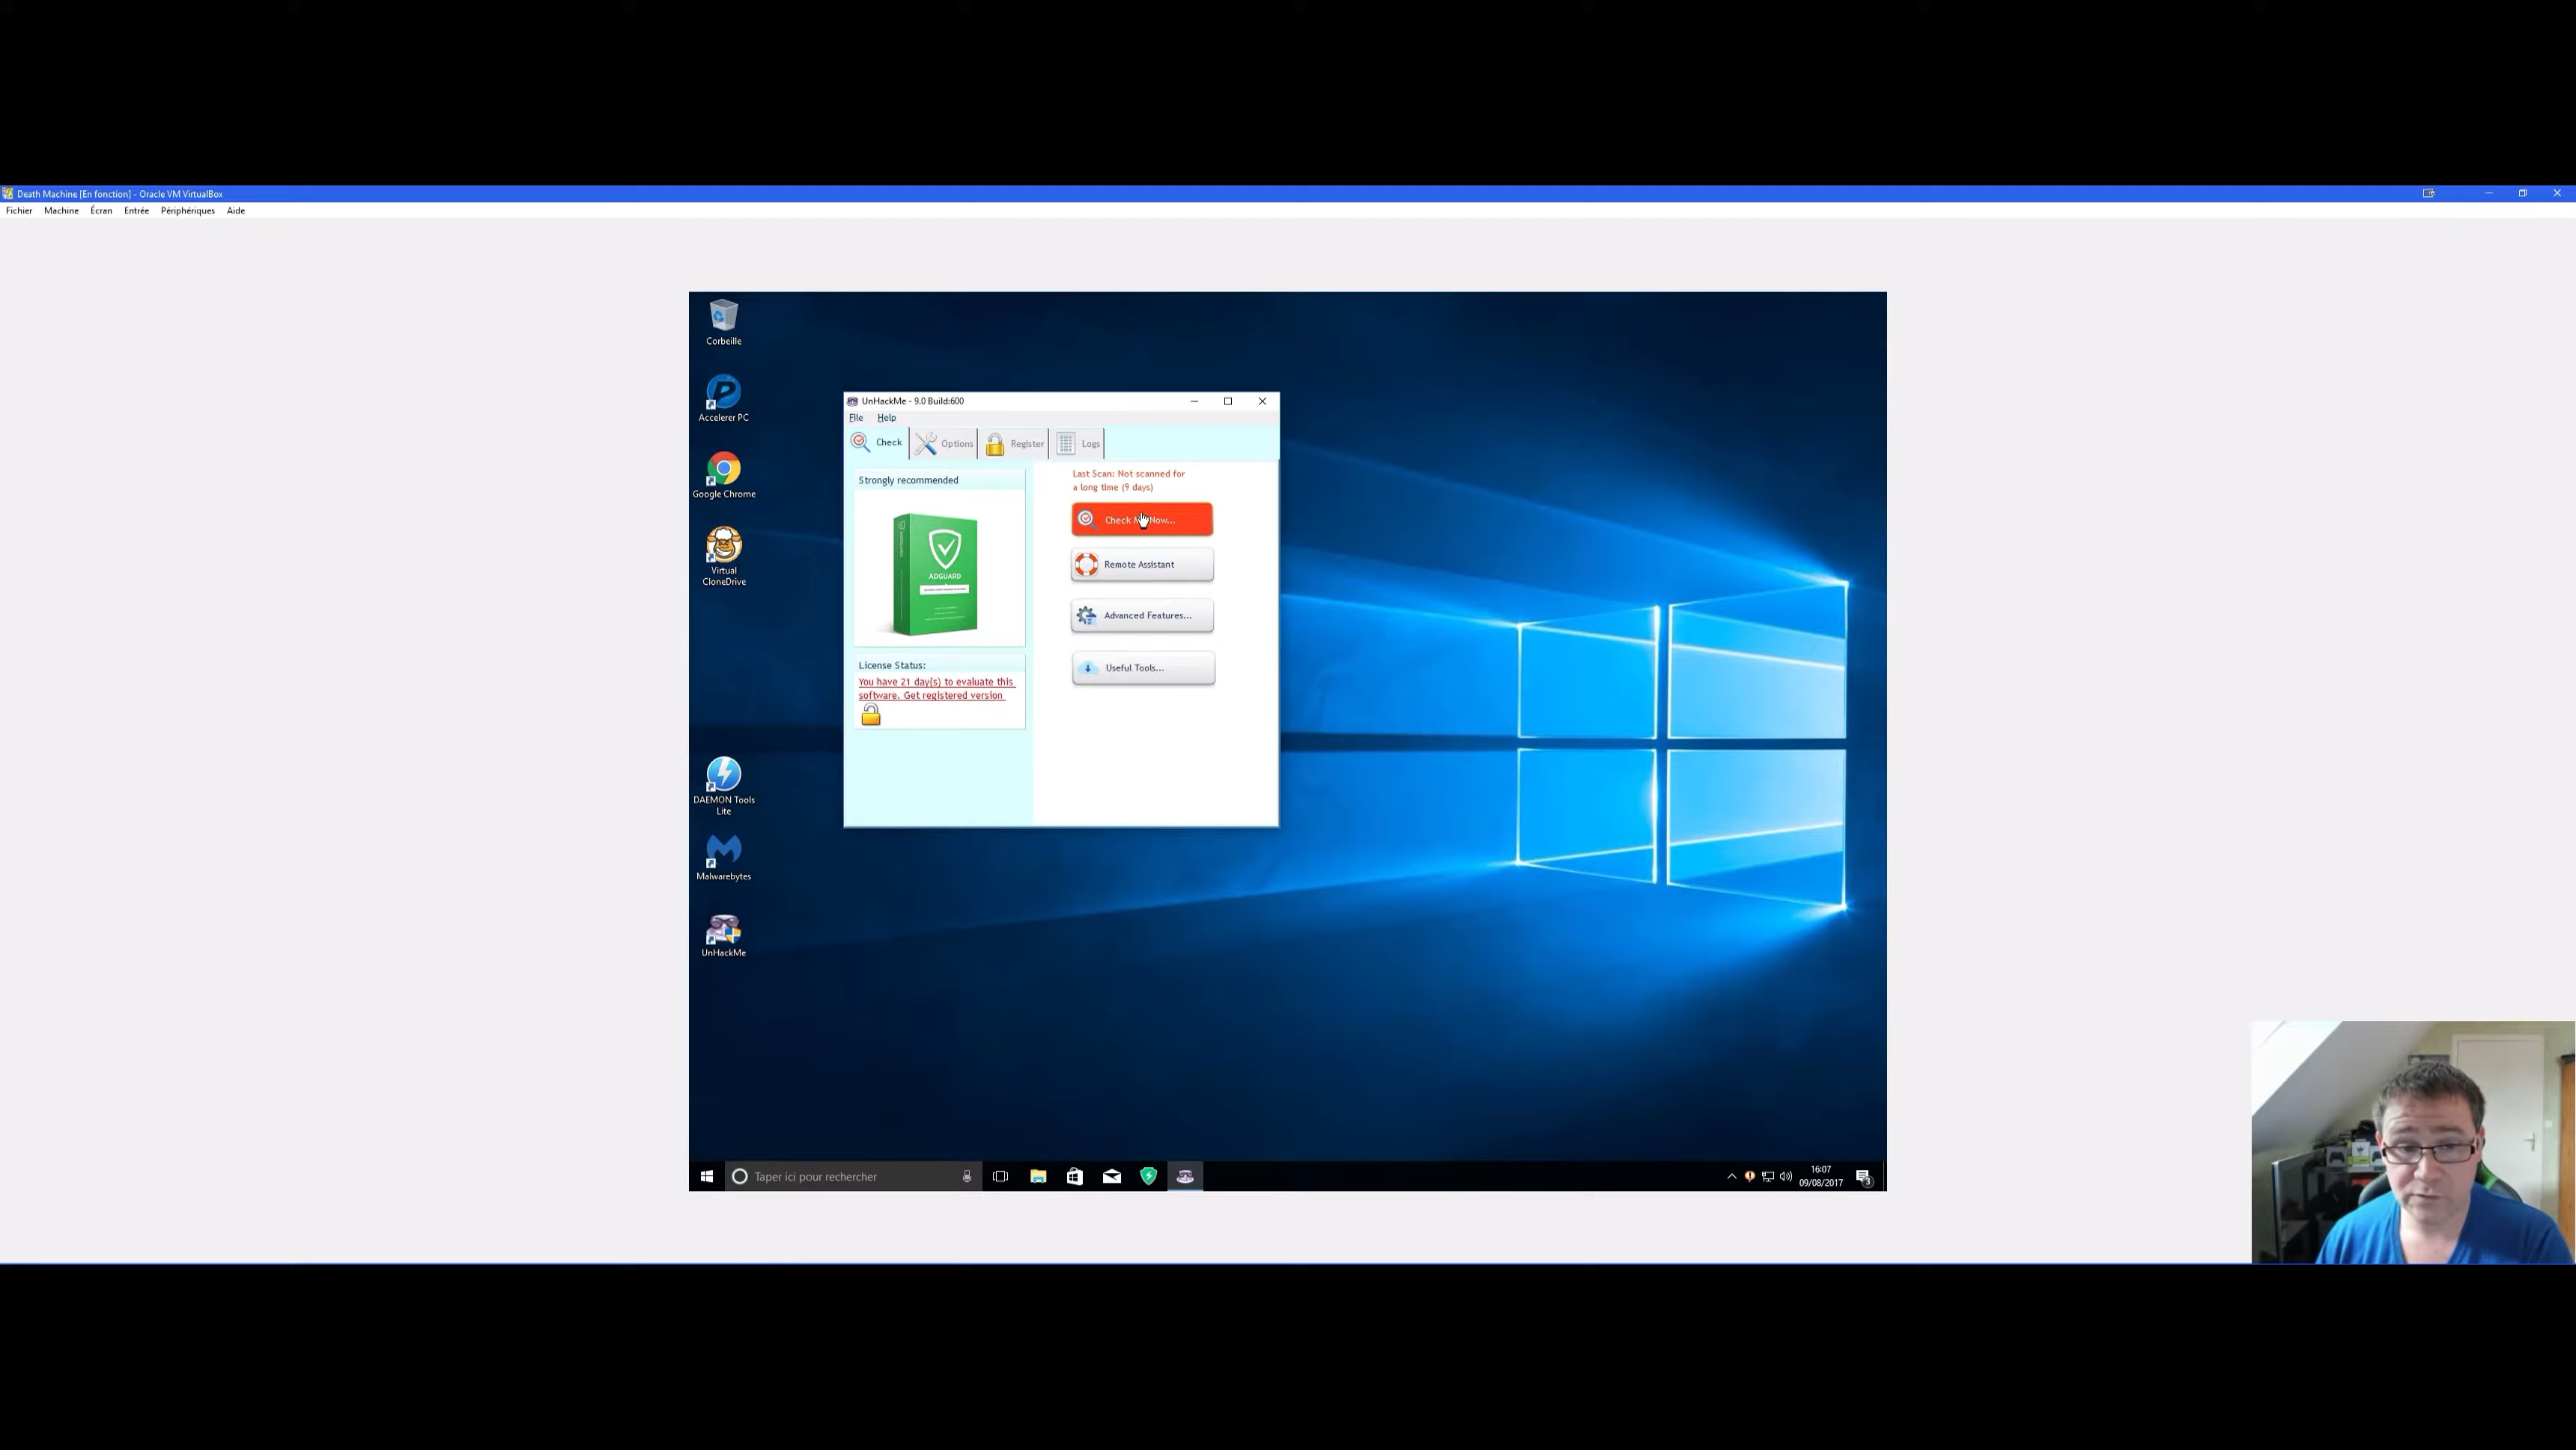 Death Machine [En fonction] - Oracle VM VirtualBox
Fichier Machine Écran Entrée Périphériques Aide
Corbeille
Accelerer PC
Google Chrome
Virtual
CloneDrive
DAEMON Tools
Lite
Malwarebytes
UnHackMe
UnHackMe - 9.0 Build:600
File Help
Check Options Register Logs
Strongly recommended
ADGUARD
License Status:
You have 21 day(s) to evaluate this
software. Get registered version
Last Scan: Not scanned for
a long time (9 days)
Check Now...
Remote Assistant
Advanced Features...
Useful Tools...
Taper ici pour rechercher
16:07
09/08/2017
3